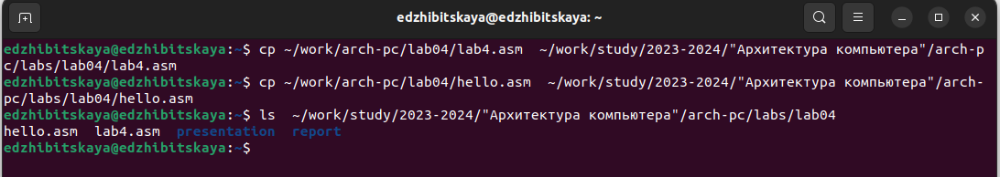 edzhibitskaya@edzhibitskaya: ~
edzhibitskaya@edzhibitskaya:~$ cp ~/work/arch-pc/lab04/lab4.asm  ~/work/study/2023-2024/"Архитектура компьютера"/arch-p
c/labs/lab04/lab4.asm
edzhibitskaya@edzhibitskaya:~$ cp ~/work/arch-pc/lab04/hello.asm  ~/work/study/2023-2024/"Архитектура компьютера"/arch-
pc/labs/lab04/hello.asm
edzhibitskaya@edzhibitskaya:~$ ls  ~/work/study/2023-2024/"Архитектура компьютера"/arch-pc/labs/lab04
hello.asm  lab4.asm  presentation  report
edzhibitskaya@edzhibitskaya:~$